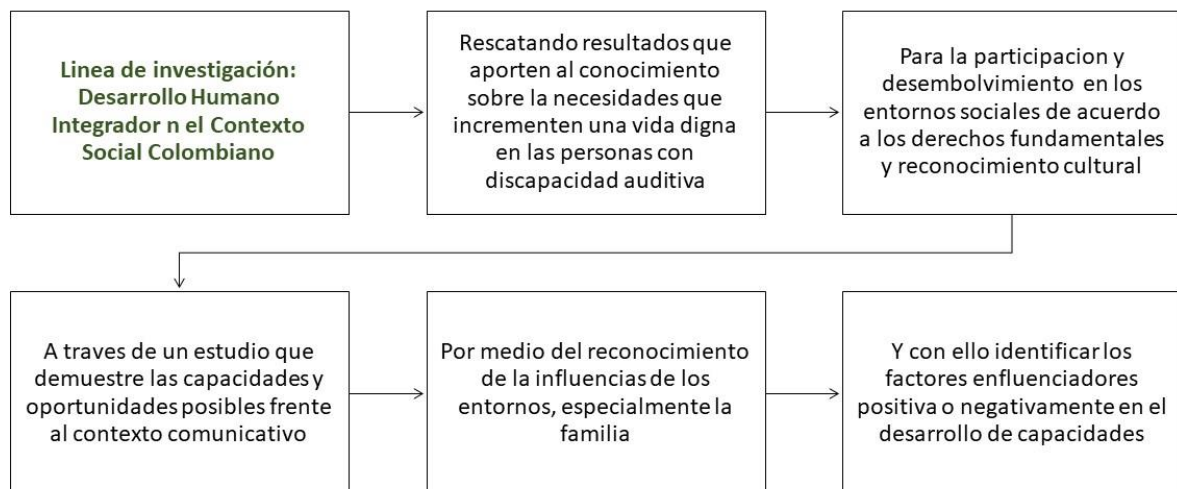 Linea de investigación:
Desarrollo Humano
Integrador n el Contexto
Social Colombiano
Rescatando resultados que
aporten al conocimiento
sobre la necesidades que
incrementen una vida digna
en las personas con
discapacidad auditiva
Para la participacion y
desembolvimiento en los
entornos sociales de acuerdo
a los derechos fundamentales
y reconocimiento cultural
A traves de un estudio que
demuestre las capacidades y
oportunidades posibles frente
al contexto comunicativo
Por medio del reconocimiento
de la influencias de los
entornos, especialmente la
familia
Y con ello identificar los
factores enfluenciadores
positiva o negativamente en el
desarrollo de capacidades